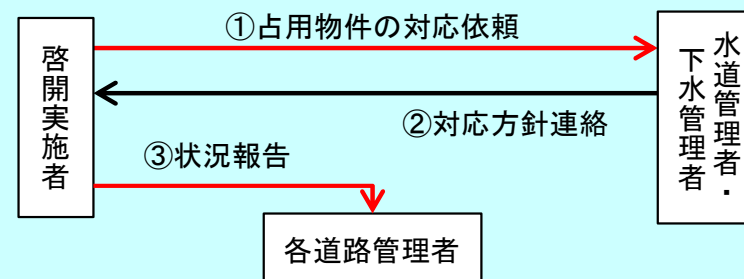 ①占用物件の対応依頼
啓開実施者
水道管理者・
下水管理者
②対応方針連絡
③状況報告
各道路管理者